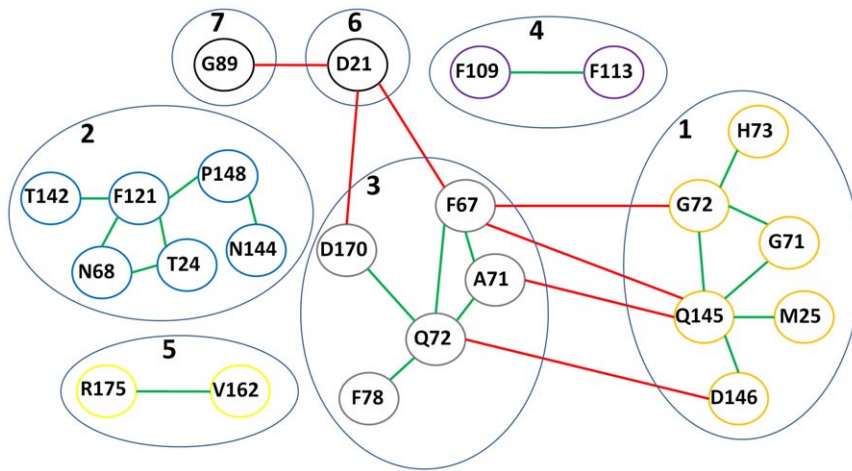 7
6
4
G89
D21
F109
F113
2
1
H73
T142
F121
P148
3
F67
G72
N68
T24
N144
D170
A71
G71
Q145
M25
5
Q72
R175
V162
F78
D146